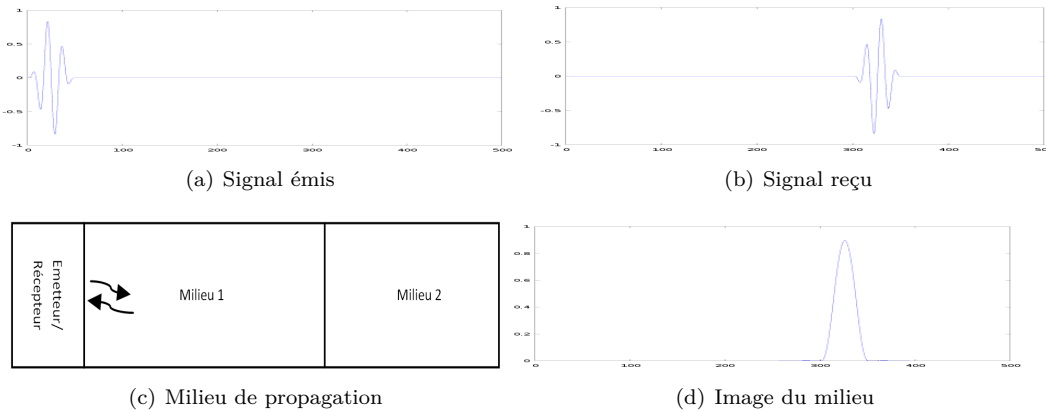 1
0.5
0
-0.5
-1
0 100 200 300 400 500
(a) Signal émis
1
0.5
0
-0.5
-1
0 100 200 300 400 500
(b) Signal reçu
Emetteur/
Récepteur
Milieu 1
Milieu 2
(c) Milieu de propagation
1
0.8
0.6
0.4
0.2
0
0 100 200 300 400 500
(d) Image du milieu